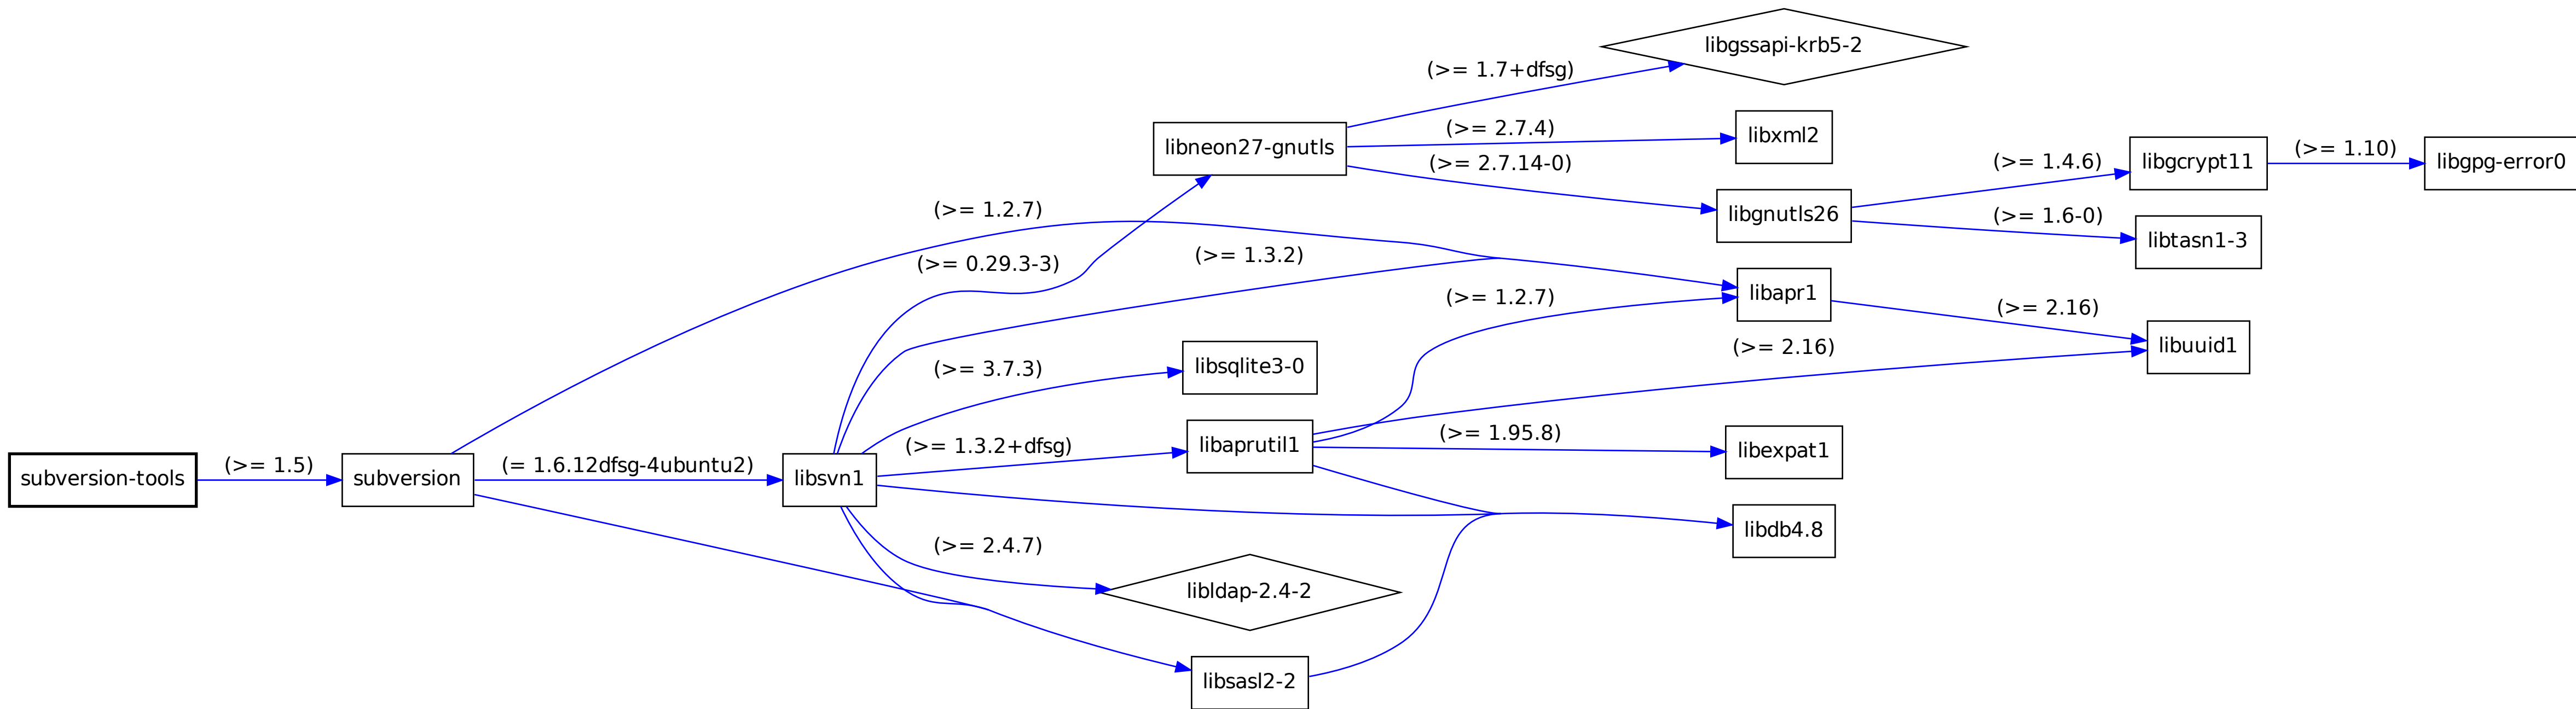 libgssapi-krb5-2
(>= 1.7+dfsg)
libxml2
(>= 2.7.4)
libneon27-gnutls
(>= 2.7.14-0)
(>= 1.4.6)
libgcrypt11
(>= 1.10)
libgpg-error0
(>= 1.2.7)
libgnutls26
(>= 1.6-0)
libtasn1-3
(>= 0.29.3-3)
(>= 1.3.2)
(>= 1.2.7)
libapr1
(>= 2.16)
(>= 2.16)
libuuid1
(>= 3.7.3)
libsqlite3-0
(>= 1.3.2+dfsg)
libaprutil1
(>= 1.95.8)
libexpat1
subversion-tools
(>= 1.5)
subversion
(= 1.6.12dfsg-4ubuntu2)
libsvn1
libdb4.8
(>= 2.4.7)
libldap-2.4-2
libsasl2-2